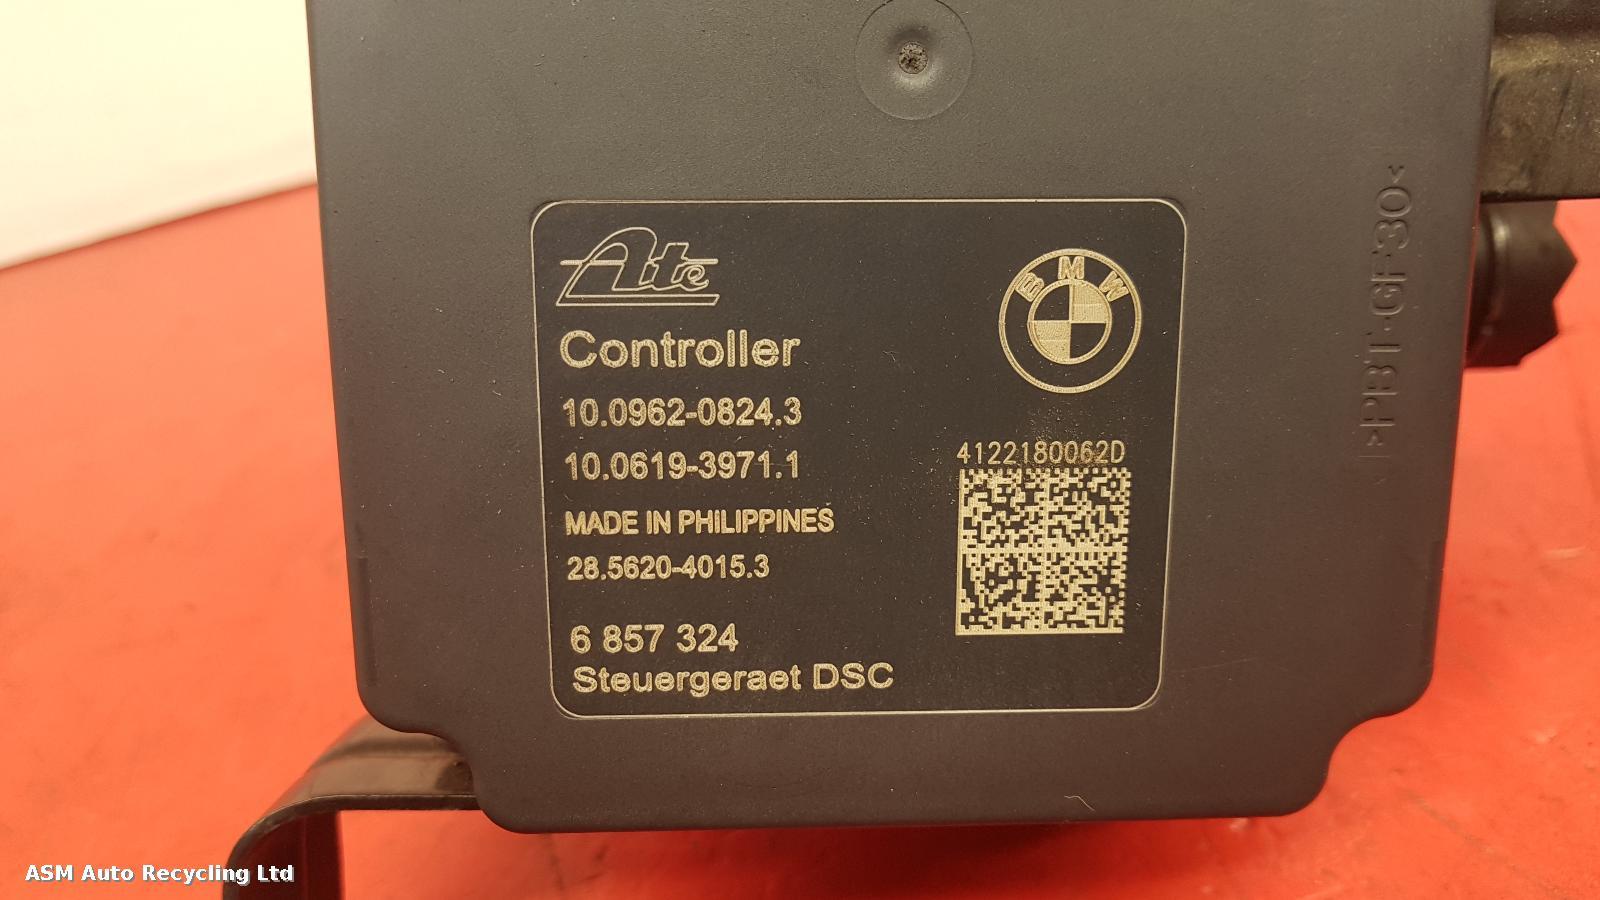 Ate
BMW
Controller
10.0962-0824.3
10.0619-3971.1
4122180062D
MADE IN PHILIPPINES
28.5620-4015.3
6 857 324
Steuergeraet DSC
>PBT-GF30<
ASM Auto Recycling Ltd